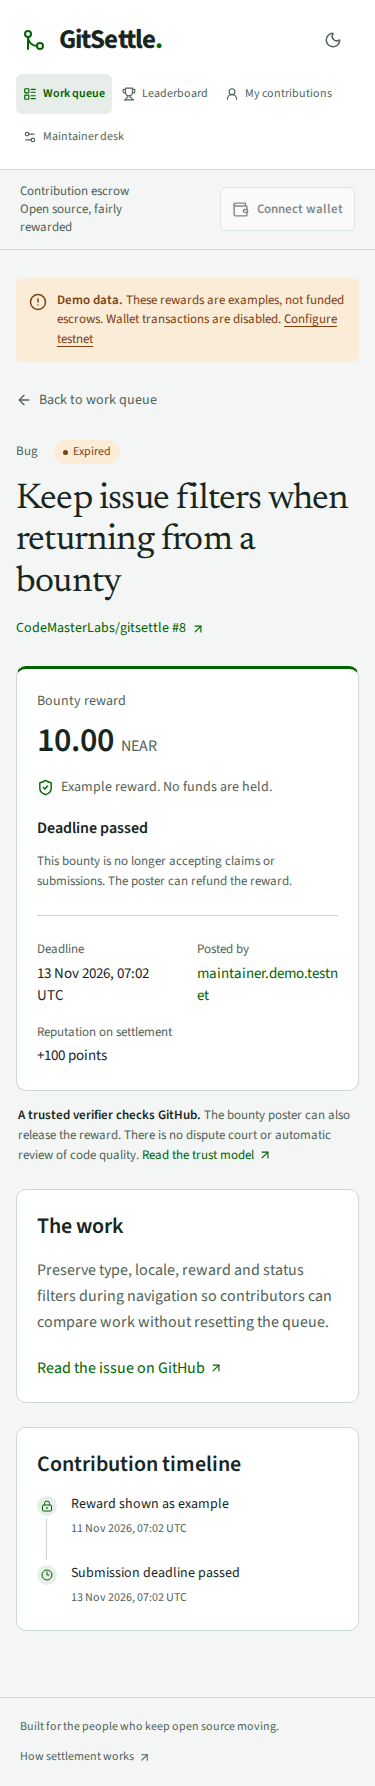 GitSettle.
Work queue
Leaderboard
My contributions
Maintainer desk
Contribution escrow
Open source, fairly
rewarded
Connect wallet
Demo data. These rewards are examples, not funded
escrows. Wallet transactions are disabled. Configure
testnet
Back to work queue
Bug
Expired
Keep issue filters when
returning from a
bounty
CodeMasterLabs/gitsettle #8
Bounty reward
10.00 NEAR
Example reward. No funds are held.
Deadline passed
This bounty is no longer accepting claims or
submissions. The poster can refund the reward.
Deadline
13 Nov 2026, 07:02
UTC
Posted by
maintainer.demo.testn
et
Reputation on settlement
+100 points
A trusted verifier checks GitHub. The bounty poster can also
release the reward. There is no dispute court or automatic
review of code quality. Read the trust model
The work
Preserve type, locale, reward and status
filters during navigation so contributors can
compare work without resetting the queue.
Read the issue on GitHub
Contribution timeline
Reward shown as example
11 Nov 2026, 07:02 UTC
Submission deadline passed
13 Nov 2026, 07:02 UTC
Built for the people who keep open source moving.
How settlement works